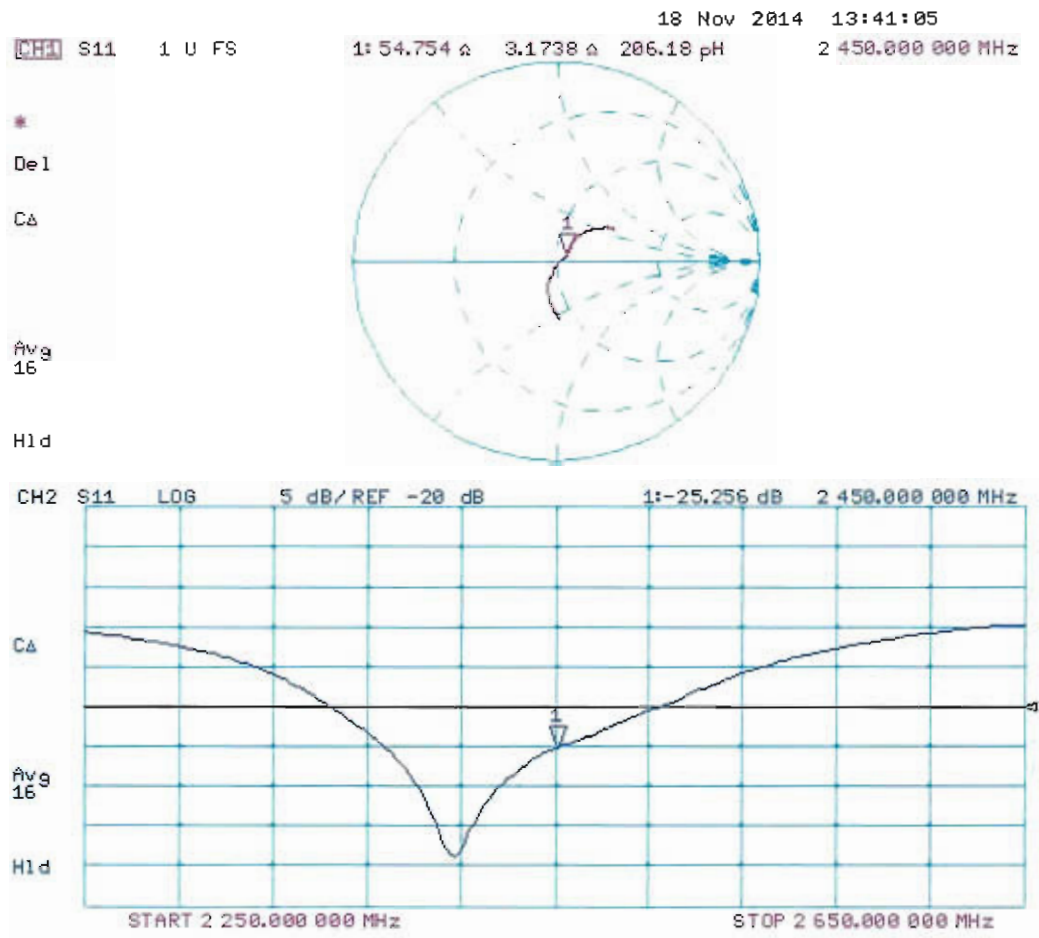 18 Nov 2014 13:41:05
CH1 S11 1 U FS 1: 54.754 Ω 3.1738 Ω 206.18 pH 2 450.000 000 MHz
*
Del
CΔ
1
Avg
16
Hld
CH2 S11 LOG 5 dB/REF -20 dB 1:-25.256 dB 2 450.000 000 MHz
CΔ
1
Avg
16
Hld
START 2 250.000 000 MHz STOP 2 650.000 000 MHz